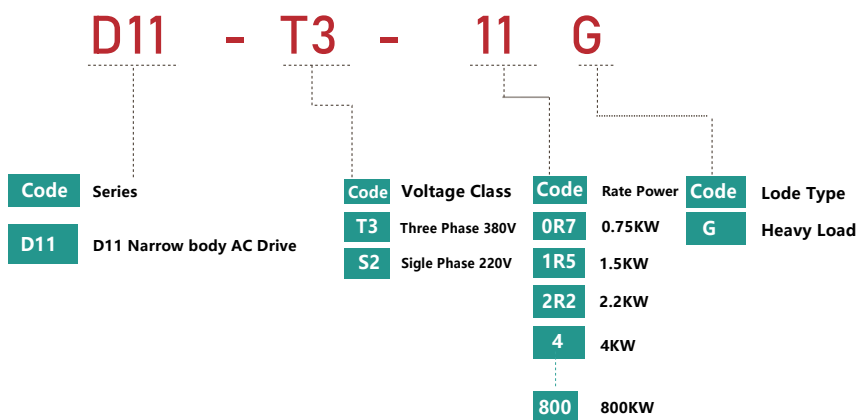 D11 - T3 - 11 G
Code Series
D11 D11 Narrow body AC Drive
Code Voltage Class
T3 Three Phase 380V
S2 Sigle Phase 220V
Code Rate Power
0R7 0.75KW
1R5 1.5KW
2R2 2.2KW
4 4KW
800 800KW
Code Lode Type
G Heavy Load